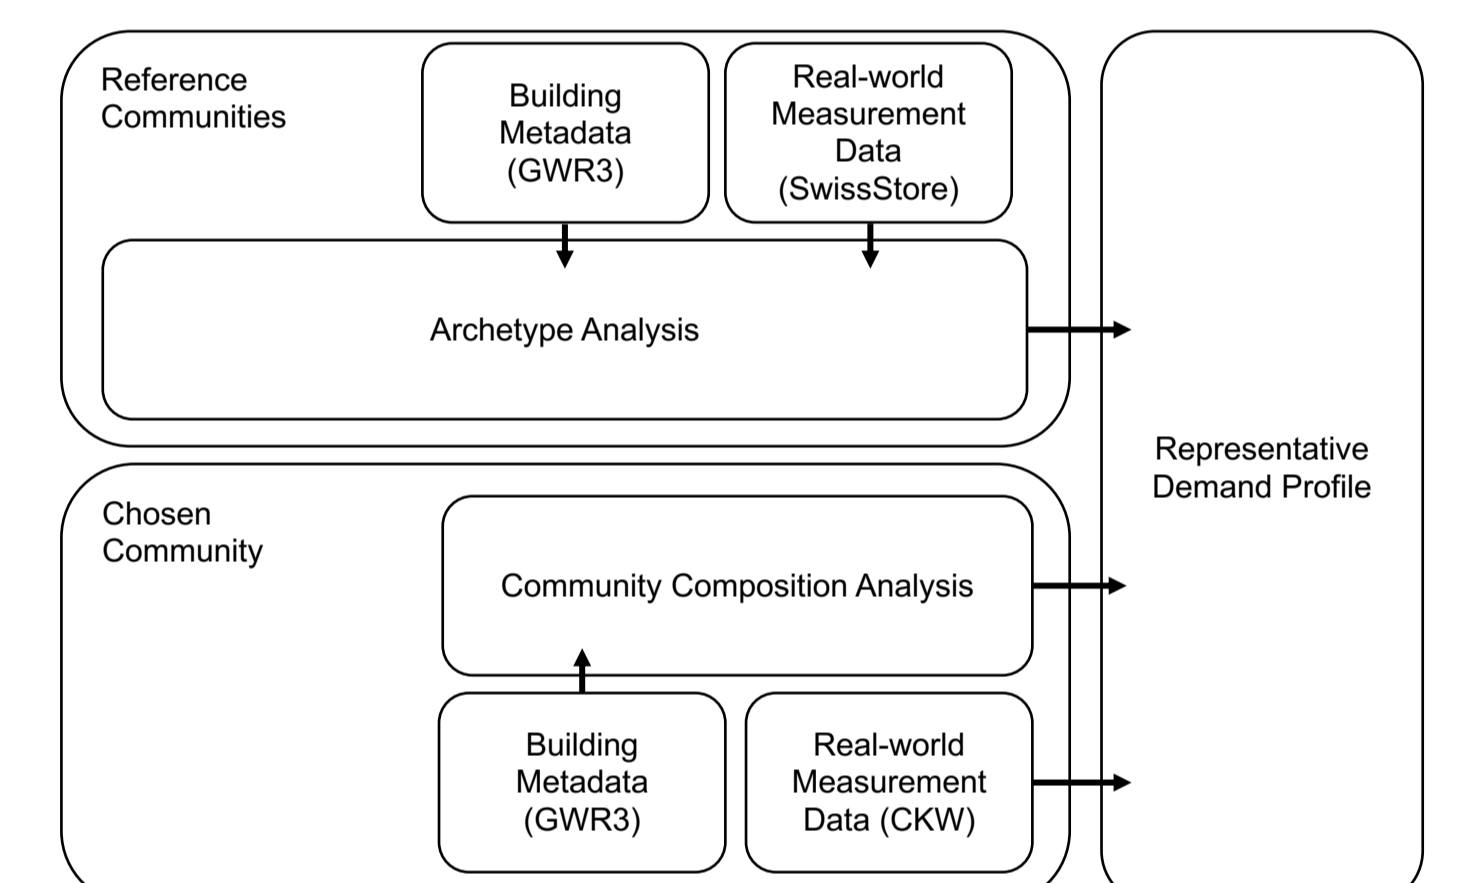 Reference
Communities
Building
Metadata
(GWR3)
Real-world
Measurement
Data
(SwissStore)
Archetype Analysis
Representative
Demand Profile
Chosen
Community
Community Composition Analysis
Building
Metadata
(GWR3)
Real-world
Measurement
Data (CKW)